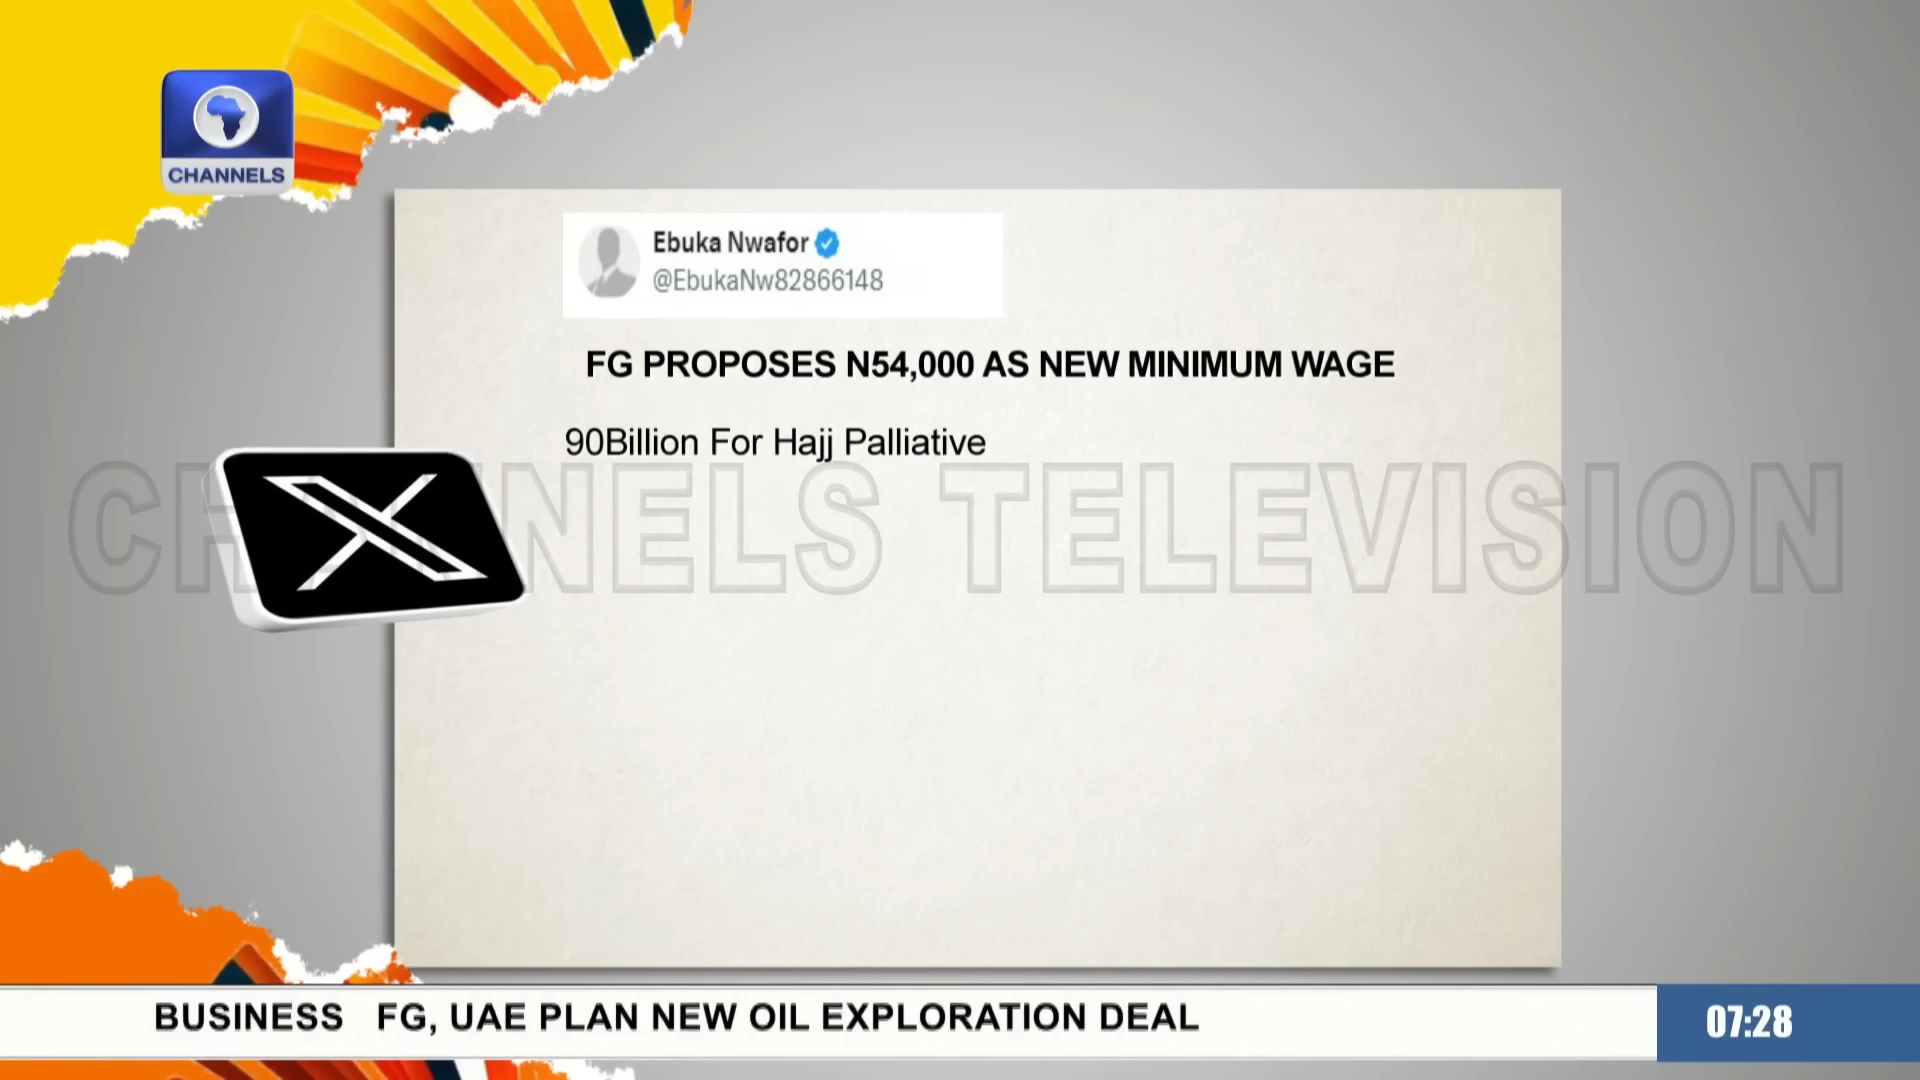 CHANNELS
Ebuka Nwafor
@EbukaNw82866148
FG PROPOSES N54,000 AS NEW MINIMUM WAGE
90Billion For Hajj Palliative
CHANNELS TELEVISION
BUSINESS FG, UAE PLAN NEW OIL EXPLORATION DEAL
07:28